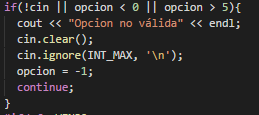 if(!cin || opcion < 0 || opcion > 5){
cout << "Opcion no válida" << endl;
cin.clear();
cin.ignore(INT_MAX, '\n');
opcion = -1;
continue;
}